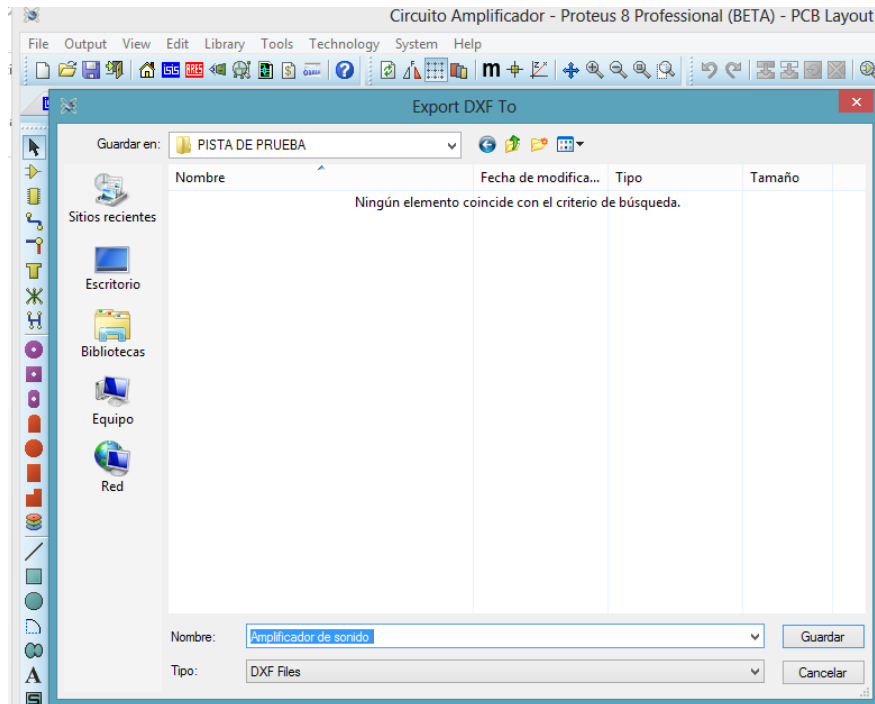 Circuito Amplificador - Proteus 8 Professional (BETA) - PCB Layout
File Output View Edit Library Tools Technology System Help
ISIS ARES $ ? m
Export DXF To
Guardar en: PISTA DE PRUEBA
Nombre Fecha de modifica... Tipo Tamaño
Ningún elemento coincide con el criterio de búsqueda.
Sitios recientes
Escritorio
Bibliotecas
Equipo
Red
Nombre: Amplificador de sonido Guardar
Tipo: DXF Files Cancelar
A
S